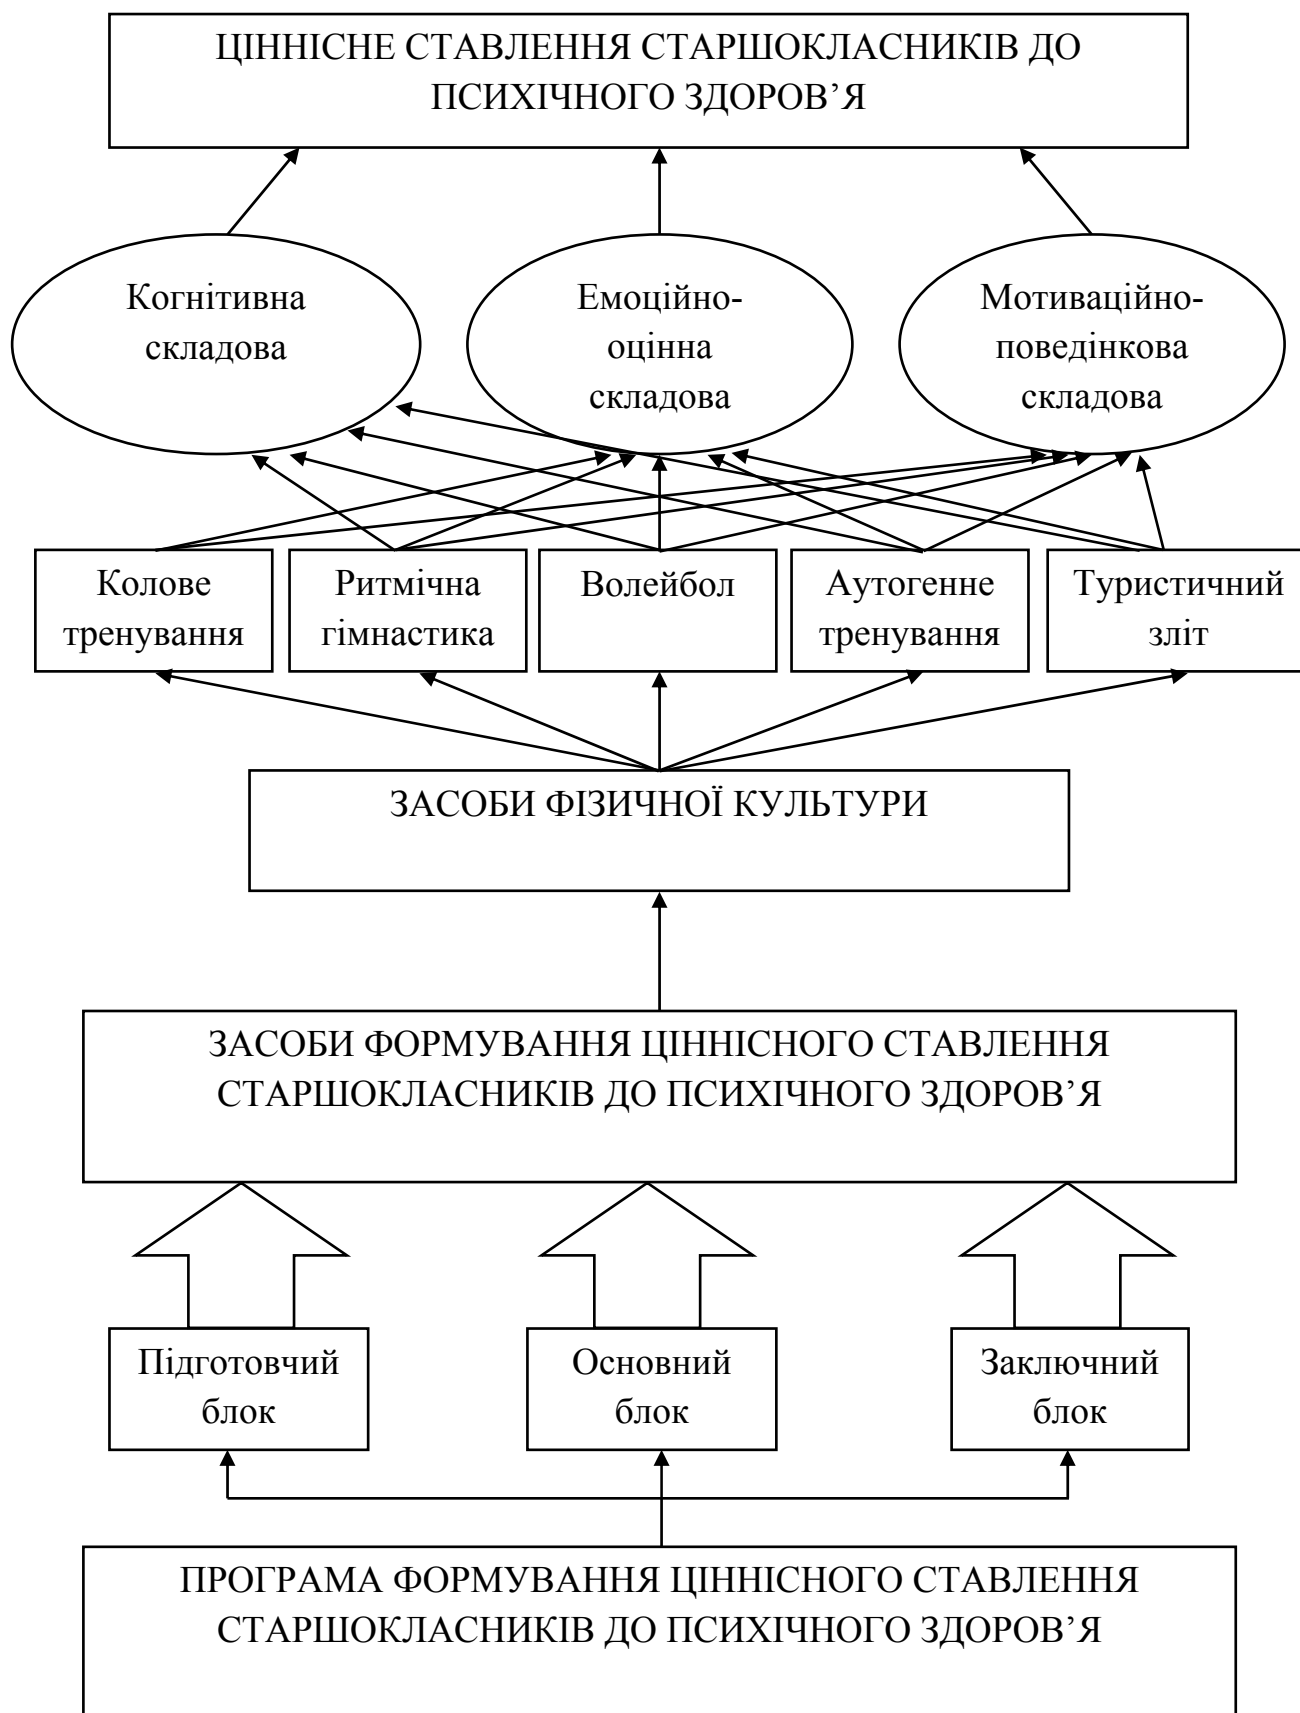 ЦІННІСНЕ СТАВЛЕННЯ СТАРШОКЛАСНИКІВ ДО
ПСИХІЧНОГО ЗДОРОВ’Я
Когнітивна
складова
Емоційно-
оцінна
складова
Мотиваційно-
поведінкова
складова
Колове
тренування
Ритмічна
гімнастика
Волейбол
Аутогенне
тренування
Туристичний
зліт
ЗАСОБИ ФІЗИЧНОЇ КУЛЬТУРИ
ЗАСОБИ ФОРМУВАННЯ ЦІННІСНОГО СТАВЛЕННЯ
СТАРШОКЛАСНИКІВ ДО ПСИХІЧНОГО ЗДОРОВ’Я
Підготовчий
блок
Основний
блок
Заключний
блок
ПРОГРАМА ФОРМУВАННЯ ЦІННІСНОГО СТАВЛЕННЯ
СТАРШОКЛАСНИКІВ ДО ПСИХІЧНОГО ЗДОРОВ’Я